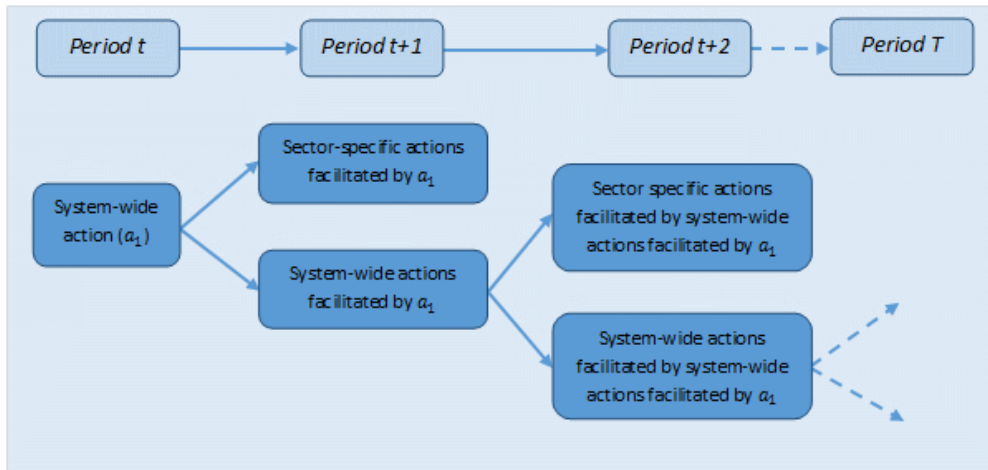 Period t
Period t+1
Period t+2
Period T
System-wide
action (a₁)
Sector-specific actions
facilitated by a₁
System-wide actions
facilitated by a₁
Sector specific actions
facilitated by system-wide
actions facilitated by a₁
System-wide actions
facilitated by system-wide
actions facilitated by a₁